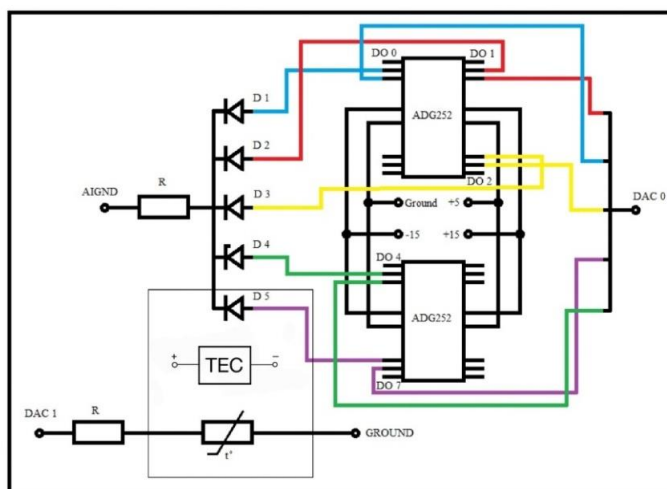 DO 0
DO 1
D 1
ADG252
D 2
R
D 3
AIGND
DO 2
DAC 0
Ground
+5
-15
+15
D 4
DO 4
D 5
ADG252
+
TEC
−
DO 7
DAC 1
R
GROUND
t°